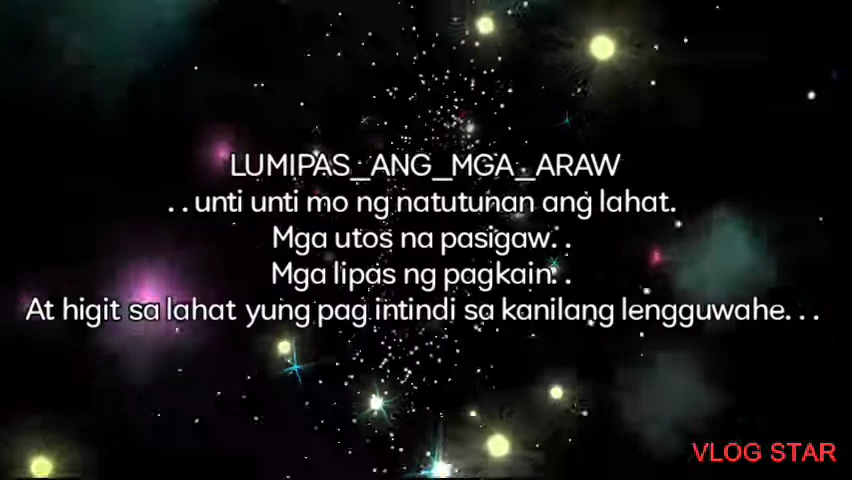 LUMIPAS_ANG_MGA_ARAW
. . unti unti mo ng natutunan ang lahat.
Mga utos na pasigaw. .
Mga lipas ng pagkain. .
At higit sa lahat yung pag intindi sa kanilang lengguwahe. . .
VLOG STAR